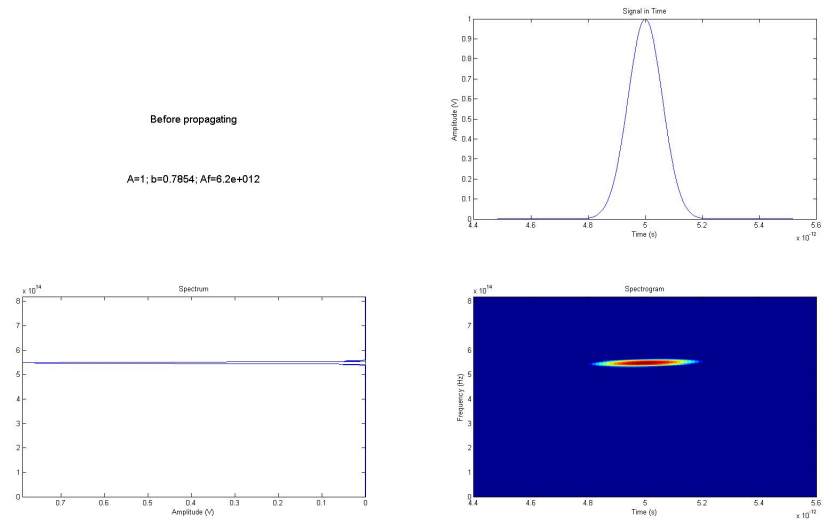 Before propagating
A=1; b=0.7854; Af=6.2e+012
Signal in Time
1
0.9
0.8
0.7
0.6
0.5
0.4
0.3
0.2
0.1
0
Amplitude (V)
4.4 4.6 4.8 5 5.2 5.4 5.6
Time (s)
x 10^-12
Spectrum
x 10^14
8
7
6
5
4
3
2
1
0
0.7 0.6 0.5 0.4 0.3 0.2 0.1 0
Amplitude (V)
Spectrogram
x 10^14
8
7
6
5
4
3
2
1
0
Frequency (Hz)
4.4 4.6 4.8 5 5.2 5.4 5.6
Time (s)
x 10^-12